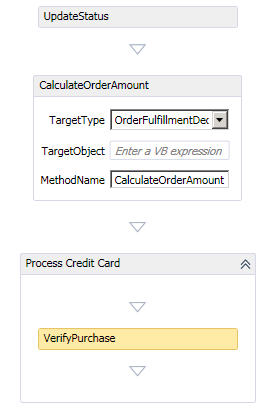 UpdateStatus
CalculateOrderAmount
TargetType OrderFulfillmentDec
TargetObject Enter a VB expression
MethodName CalculateOrderAmount
Process Credit Card
VerifyPurchase